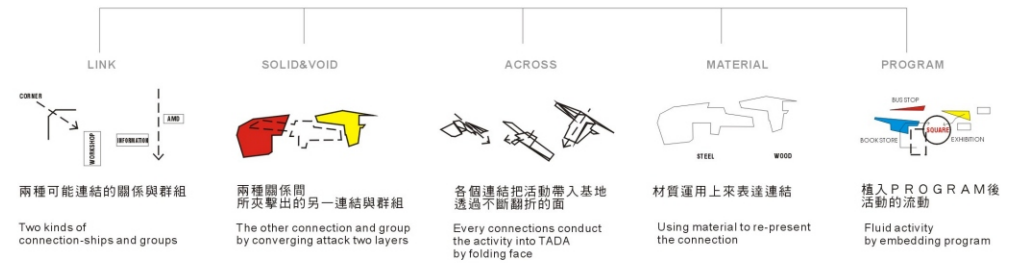 LINK
SOLID&VOID
ACROSS
MATERIAL
PROGRAM
CORNER
WORKSHOP
INFORMATION
AMD
STEEL
WOOD
BUS STOP
BOOK STORE
SQUARE
EXHIBITION
兩種可能連結的關係與群組
Two kinds of
connection-ships and groups
兩種關係間
所夾擊出的另一連結與群組
The other connection and group
by converging attack two layers
各個連結把活動帶入基地
透過不斷翻折的面
Every connections conduct
the activity into TADA
by folding face
材質運用上來表達連結
Using material to re-present
the connection
植入ＰＲＯＧＲＡＭ後
活動的流動
Fluid activity
by embedding program